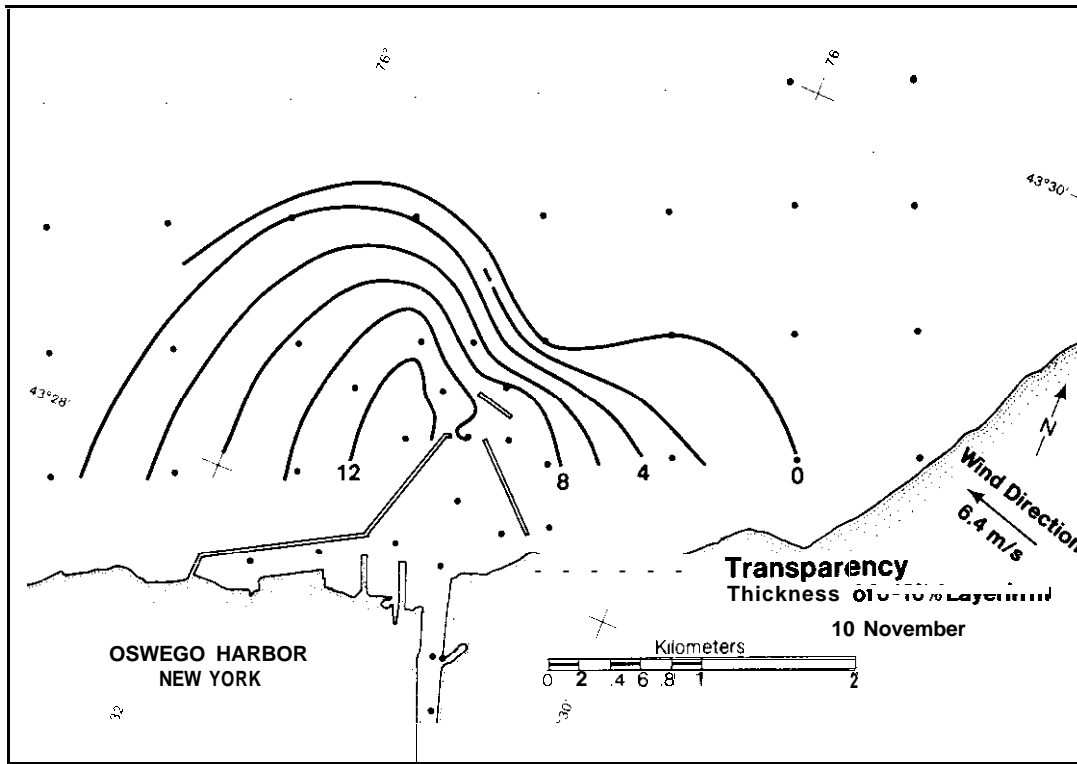 76°
76
43°30'
43°28'
12
8
4
0
N
Wind Direction
6.4 m/s
Transparency
Thickness
10 November
OSWEGO HARBOR
NEW YORK
Kilometers
0 2 .4 6 .8 1 2
32
30'